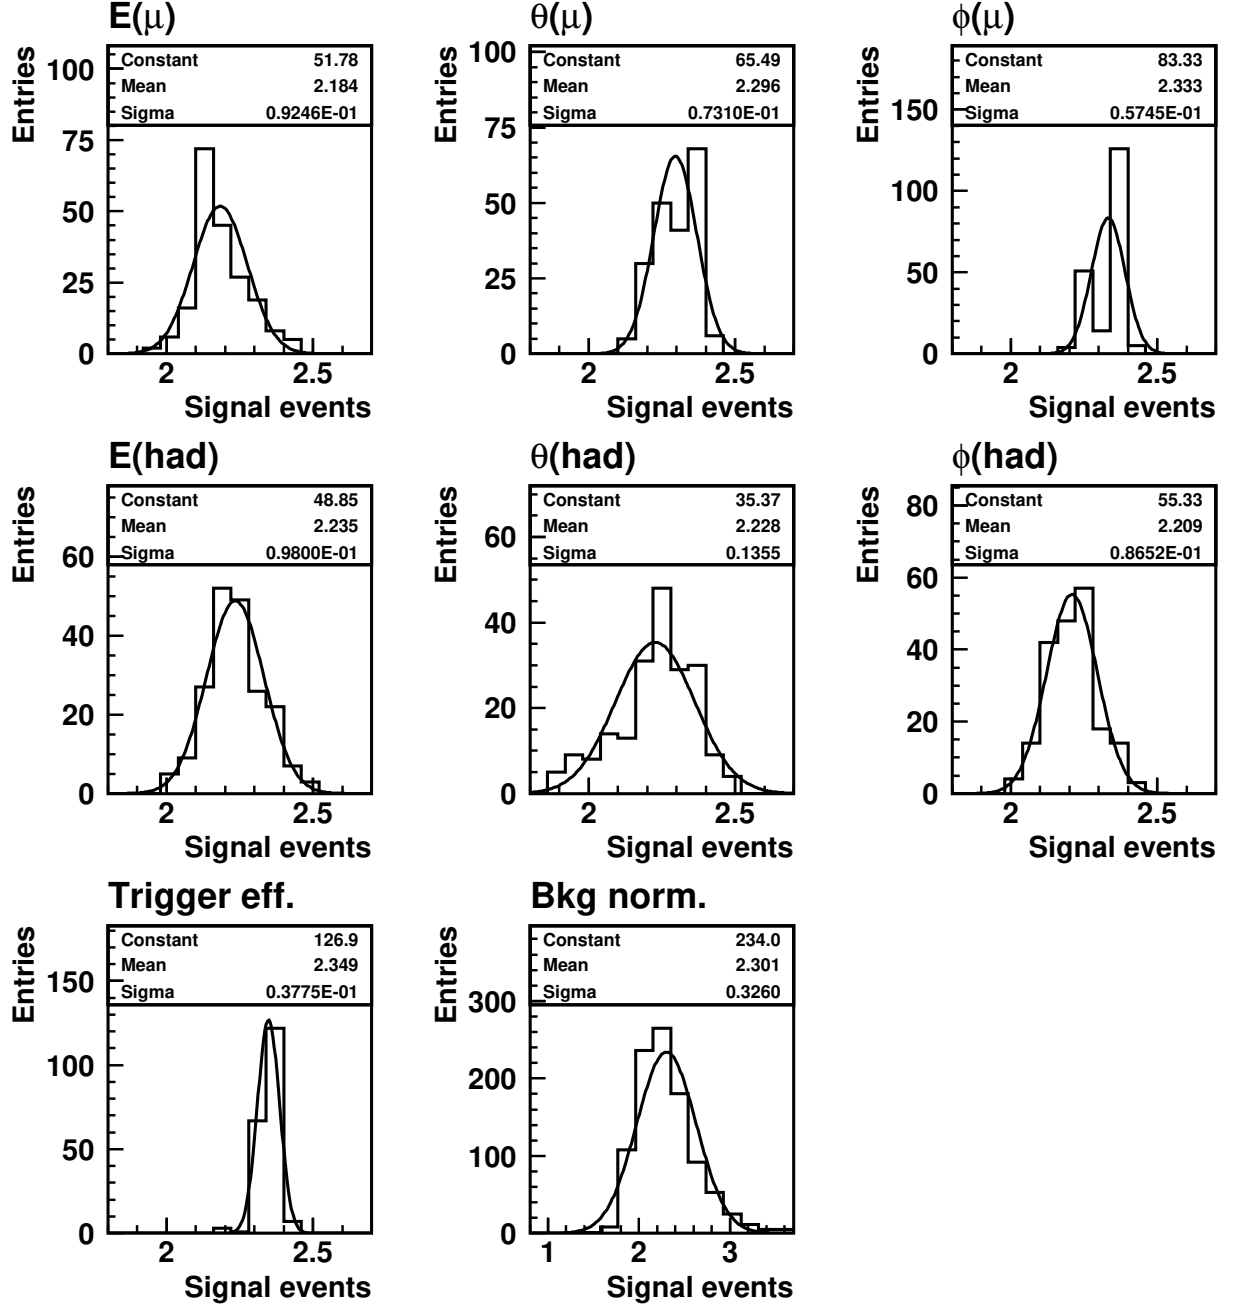 E(μ)
Entries
Constant 51.78
Mean 2.184
Sigma 0.9246E-01
100
75
50
25
0
2 2.5
Signal events
θ(μ)
Entries
Constant 65.49
Mean 2.296
Sigma 0.7310E-01
100
75
50
25
0
2 2.5
Signal events
ϕ(μ)
Entries
Constant 83.33
Mean 2.333
Sigma 0.5745E-01
150
100
50
0
2 2.5
Signal events
E(had)
Entries
Constant 48.85
Mean 2.235
Sigma 0.9800E-01
60
40
20
0
2 2.5
Signal events
θ(had)
Entries
Constant 35.37
Mean 2.228
Sigma 0.1355
60
40
20
0
2 2.5
Signal events
ϕ(had)
Entries
Constant 55.33
Mean 2.209
Sigma 0.8652E-01
80
60
40
20
0
2 2.5
Signal events
Trigger eff.
Entries
Constant 126.9
Mean 2.349
Sigma 0.3775E-01
150
100
50
0
2 2.5
Signal events
Bkg norm.
Entries
Constant 234.0
Mean 2.301
Sigma 0.3260
300
200
100
0
1 2 3
Signal events